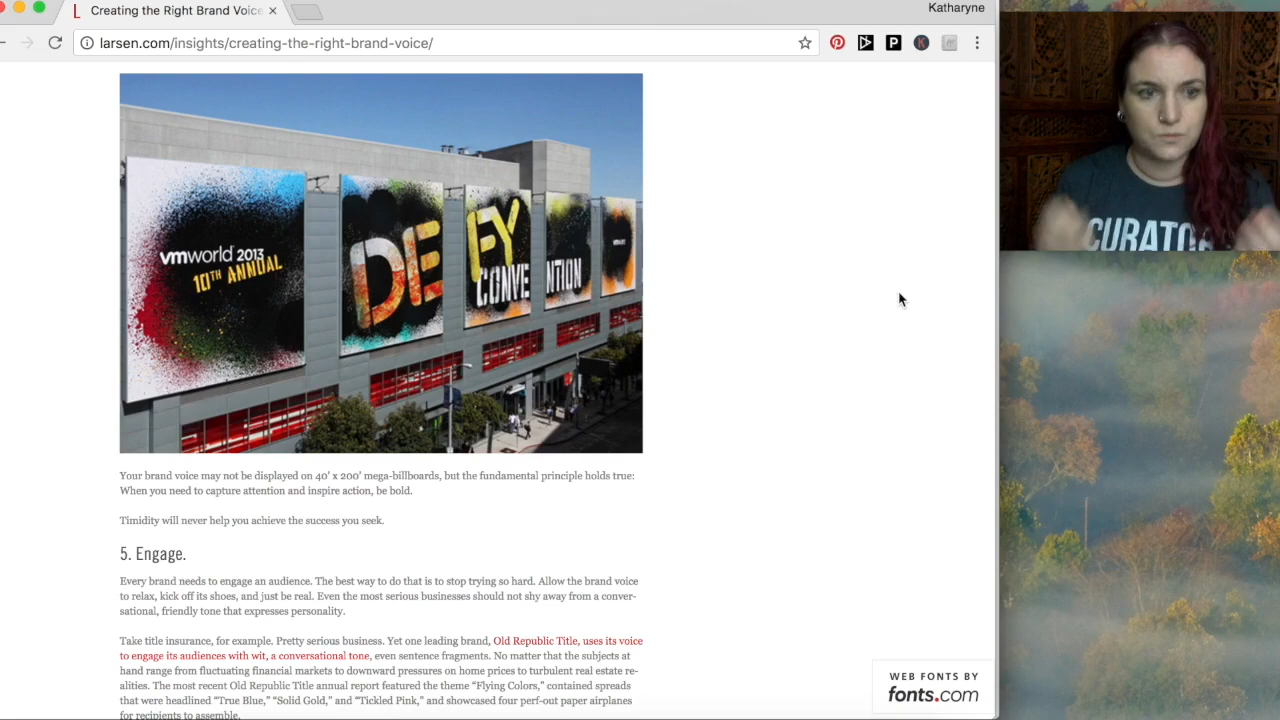 Creating the Right Brand Voice
Katharyne
larsen.com/insights/creating-the-right-brand-voice/
vmworld 2013
10TH ANNUAL
DEFY
CONVENTION
CURATO
Your brand voice may not be displayed on 40' x 200' mega-billboards, but the fundamental principle holds true:
When you need to capture attention and inspire action, be bold.
Timidity will never help you achieve the success you seek.
5. Engage.
Every brand needs to engage an audience. The best way to do that is to stop trying so hard. Allow the brand voice
to relax, kick off its shoes, and just be real. Even the most serious businesses should not shy away from a conver-
sational, friendly tone that expresses personality.
Take title insurance, for example. Pretty serious business. Yet one leading brand, Old Republic Title, uses its voice
to engage its audiences with wit, a conversational tone, even sentence fragments. No matter that the subjects at
hand range from fluctuating financial markets to downward pressures on home prices to turbulent real estate re-
alities. The most recent Old Republic Title annual report featured the theme “Flying Colors,” contained spreads
that were headlined “True Blue,” “Solid Gold,” and “Tickled Pink,” and showcased four perf-out paper airplanes
for recipients to assemble.
WEB FONTS BY
fonts.com